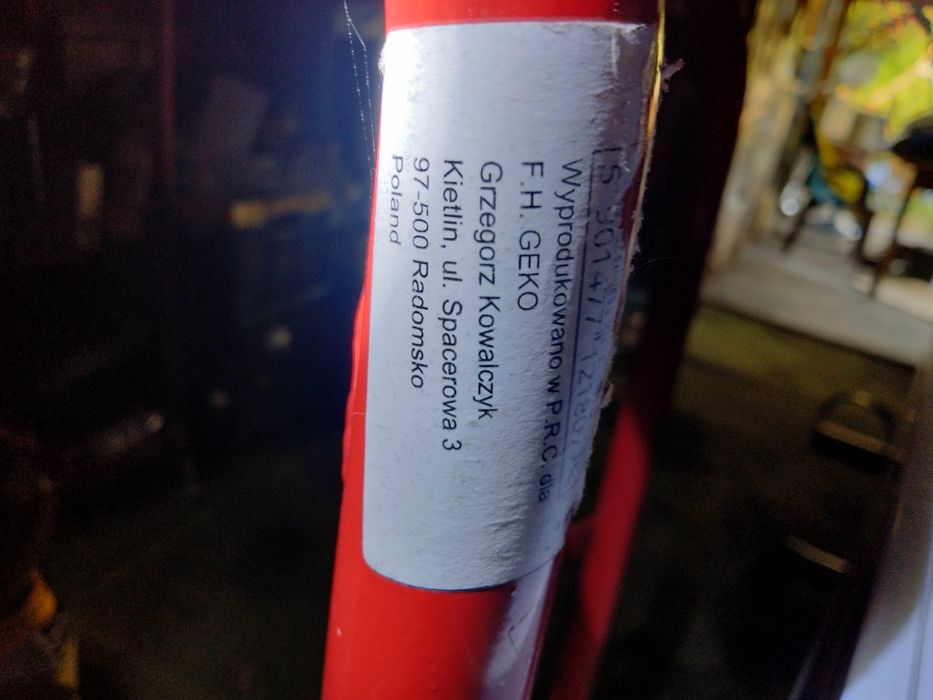 Wyprodukowano w P.R.C. dla
F.H. GEKO
Grzegorz Kowalczyk
Kietlin, ul. Spacerowa 3
97-500 Radomsko
Poland